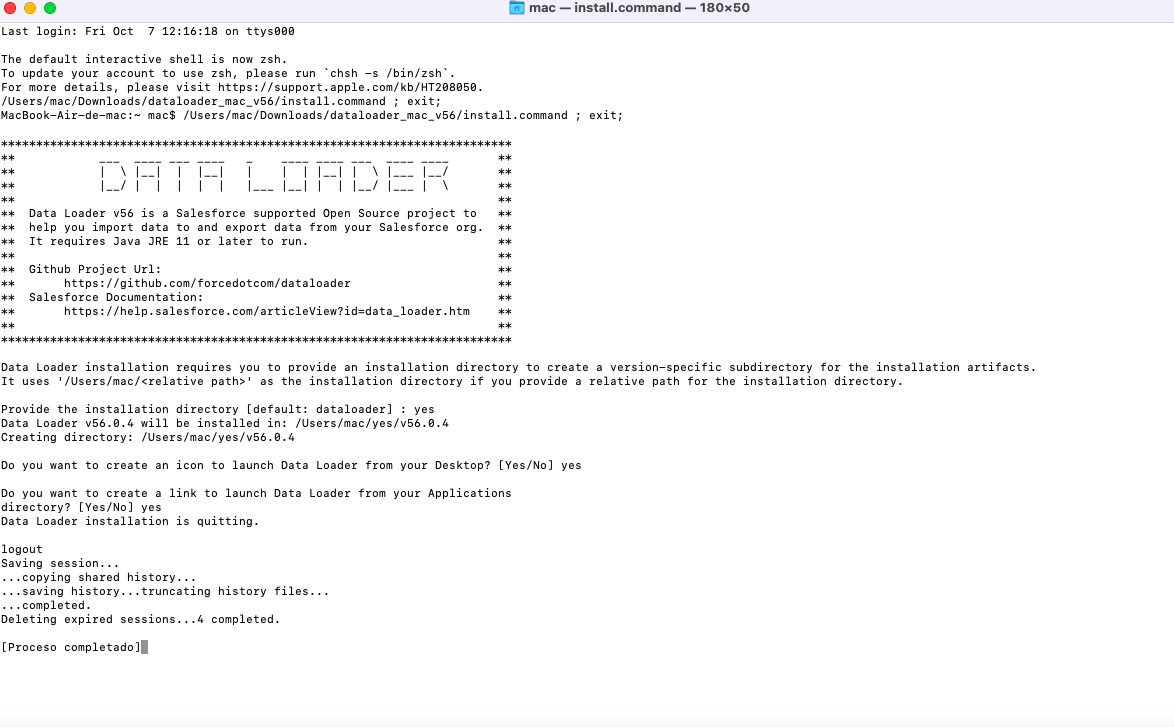 mac — install.command — 180×50
Last login: Fri Oct  7 12:16:18 on ttys000
The default interactive shell is now zsh.
To update your account to use zsh, please run `chsh -s /bin/zsh`.
For more details, please visit https://support.apple.com/kb/HT208050.
/Users/mac/Downloads/dataloader_mac_v56/install.command ; exit;
MacBook-Air-de-mac:~ mac$ /Users/mac/Downloads/dataloader_mac_v56/install.command ; exit;
*************************************************************************
**            ___  ____ ___ ____   _    ____ ____ ___  ____ ____       **
**            |  \ |__|  |  |__|   |    |  | |__| |  \ |___ |__/       **
**            |__/ |  |  |  |  |   |___ |__| |  | |__/ |___ |  \       **
**                                                                     **
**  Data Loader v56 is a Salesforce supported Open Source project to   **
**  help you import data to and export data from your Salesforce org.  **
**  It requires Java JRE 11 or later to run.                           **
**                                                                     **
**  Github Project Url:                                                **
**       https://github.com/forcedotcom/dataloader                     **
**  Salesforce Documentation:                                          **
**       https://help.salesforce.com/articleView?id=data_loader.htm    **
**                                                                     **
*************************************************************************
Data Loader installation requires you to provide an installation directory to create a version-specific subdirectory for the installation artifacts.
It uses '/Users/mac/<relative path>' as the installation directory if you provide a relative path for the installation directory.
Provide the installation directory [default: dataloader] : yes
Data Loader v56.0.4 will be installed in: /Users/mac/yes/v56.0.4
Creating directory: /Users/mac/yes/v56.0.4
Do you want to create an icon to launch Data Loader from your Desktop? [Yes/No] yes
Do you want to create a link to launch Data Loader from your Applications
directory? [Yes/No] yes
Data Loader installation is quitting.
logout
Saving session...
...copying shared history...
...saving history...truncating history files...
...completed.
Deleting expired sessions...4 completed.
[Proceso completado]